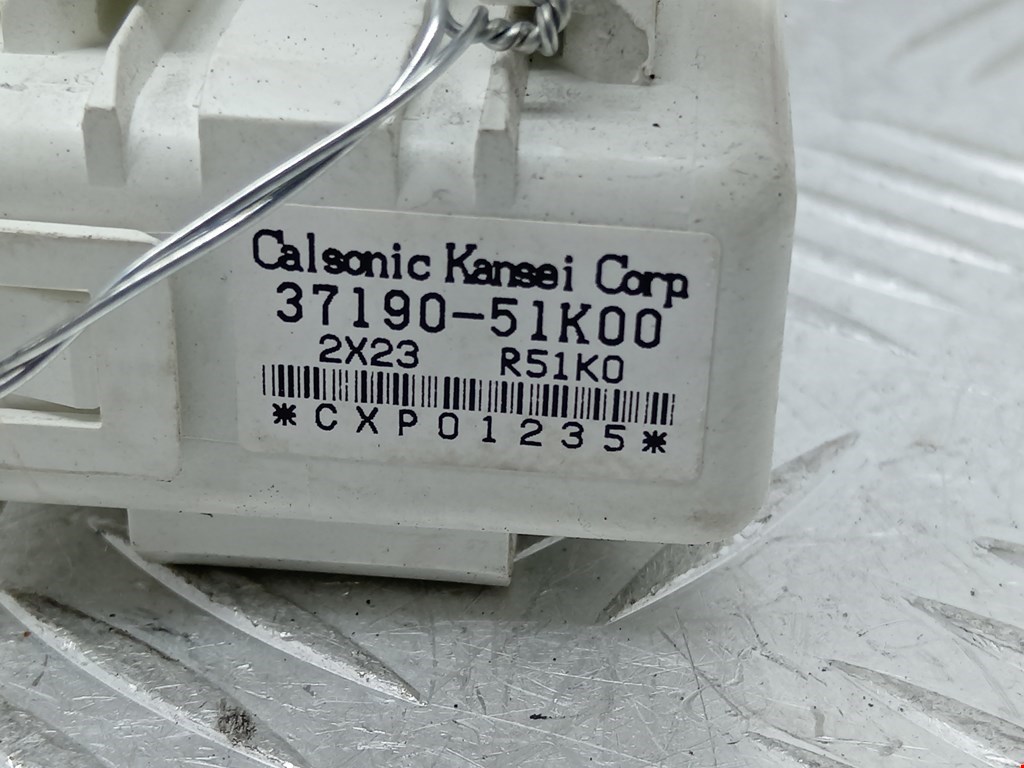 Calsonic Kansei Corp.
37190-51K00
2X23 R51K0
*CXP01235*